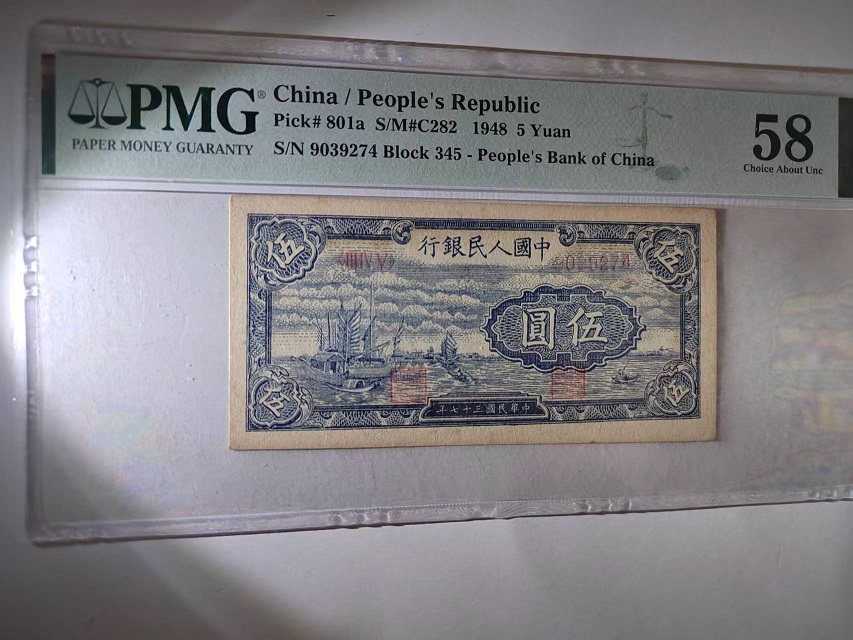 PMG®
PAPER MONEY GUARANTY
China / People's Republic
Pick# 801a S/M#C282 1948 5 Yuan
S/N 9039274 Block 345 - People's Bank of China
58
Choice About Unc
行銀民人國中
伍
伍
圓伍
伍
伍
年七十三國民華中